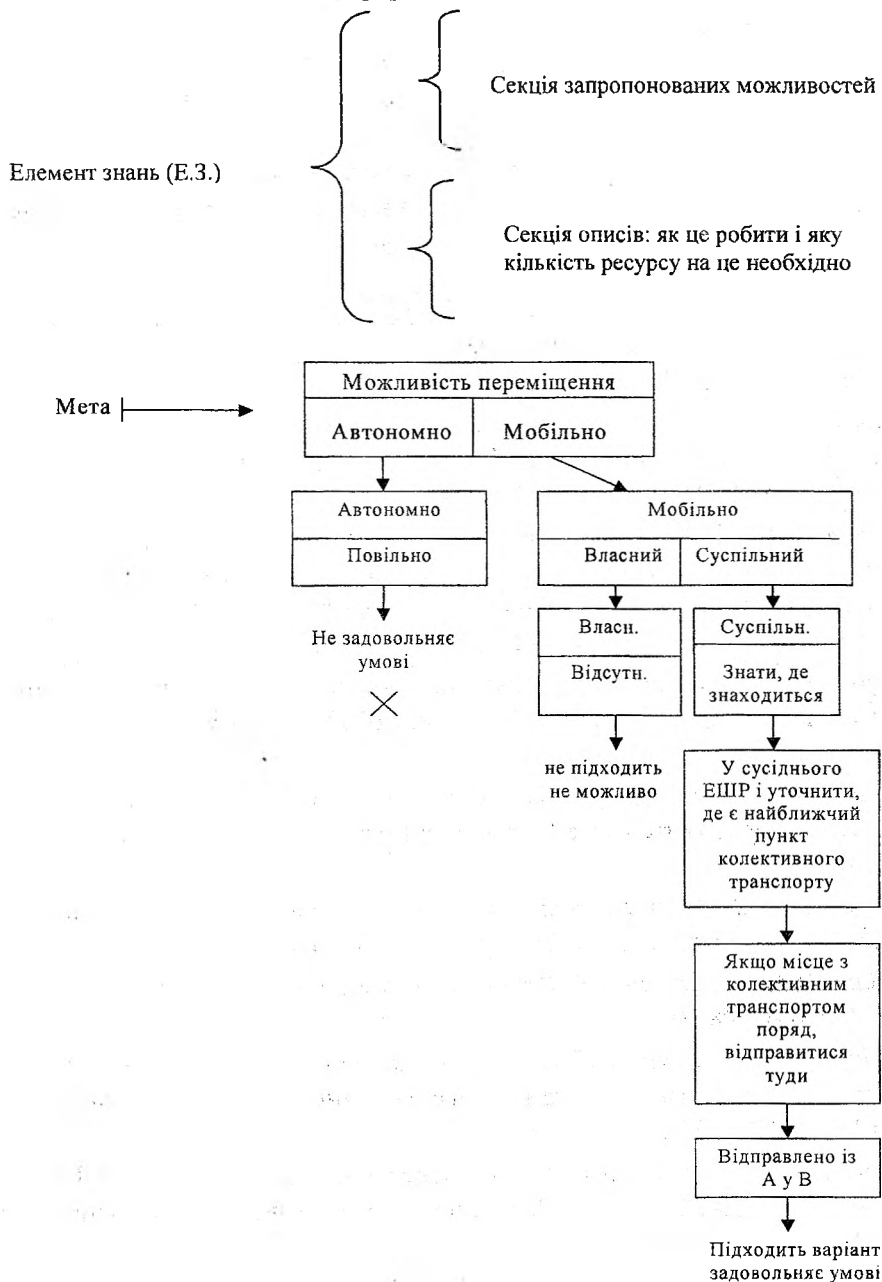 Секція запропонованих можливостей
Елемент знань (Е.З.)
Секція описів: як це робити і яку
кількість ресурсу на це необхідно
Мета
Можливість переміщення
Автономно
Мобільно
Автономно
Повільно
Не задовольняє
умові
Мобільно
Власний
Суспільний
Власн.
Відсутн.
не підходить
не можливо
Суспільн.
Знати, де
знаходиться
У сусіднього
ЕШР і уточнити,
де є найближчий
пункт
колективного
транспорту
Якщо місце з
колективним
транспортом
поряд,
відправитися
туди
Відправлено із
А у В
Підходить варіант
задовольняє умові